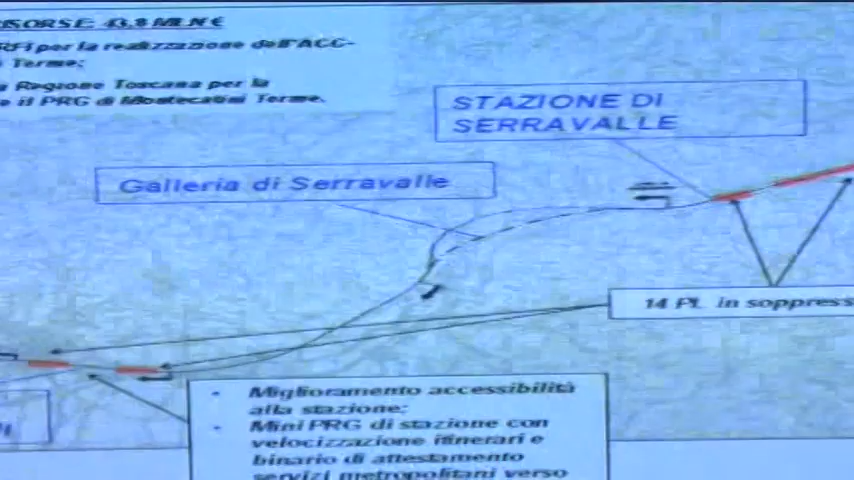 RISORSE: 43,8 MLN €
RFI per la realizzazione dell'ACC-
Terme;
Regione Toscana per la
e il PRG di Montecatini Terme.
STAZIONE DI
SERRAVALLE
Galleria di Serravalle
14 PL in soppress
• Miglioramento accessibilità
alla stazione;
• Mini PRG di stazione con
velocizzazione itinerari e
binario di attestamento
servizi metropolitani verso